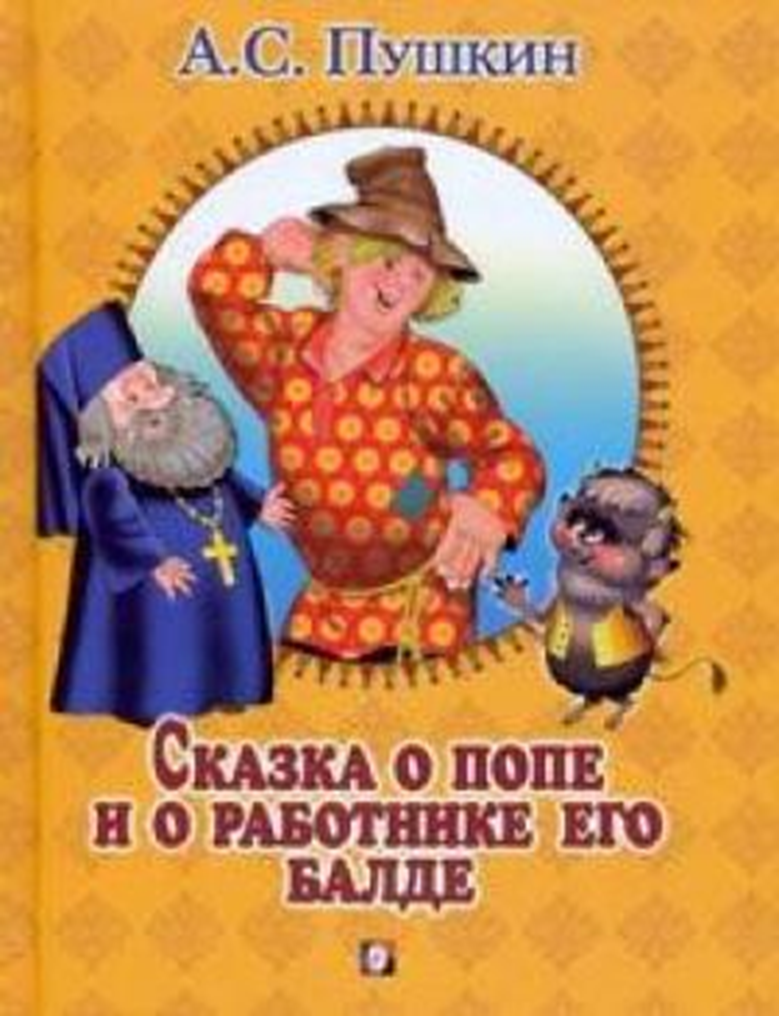 А.С. Пушкин
Сказка о попе
и о работнике его
балде